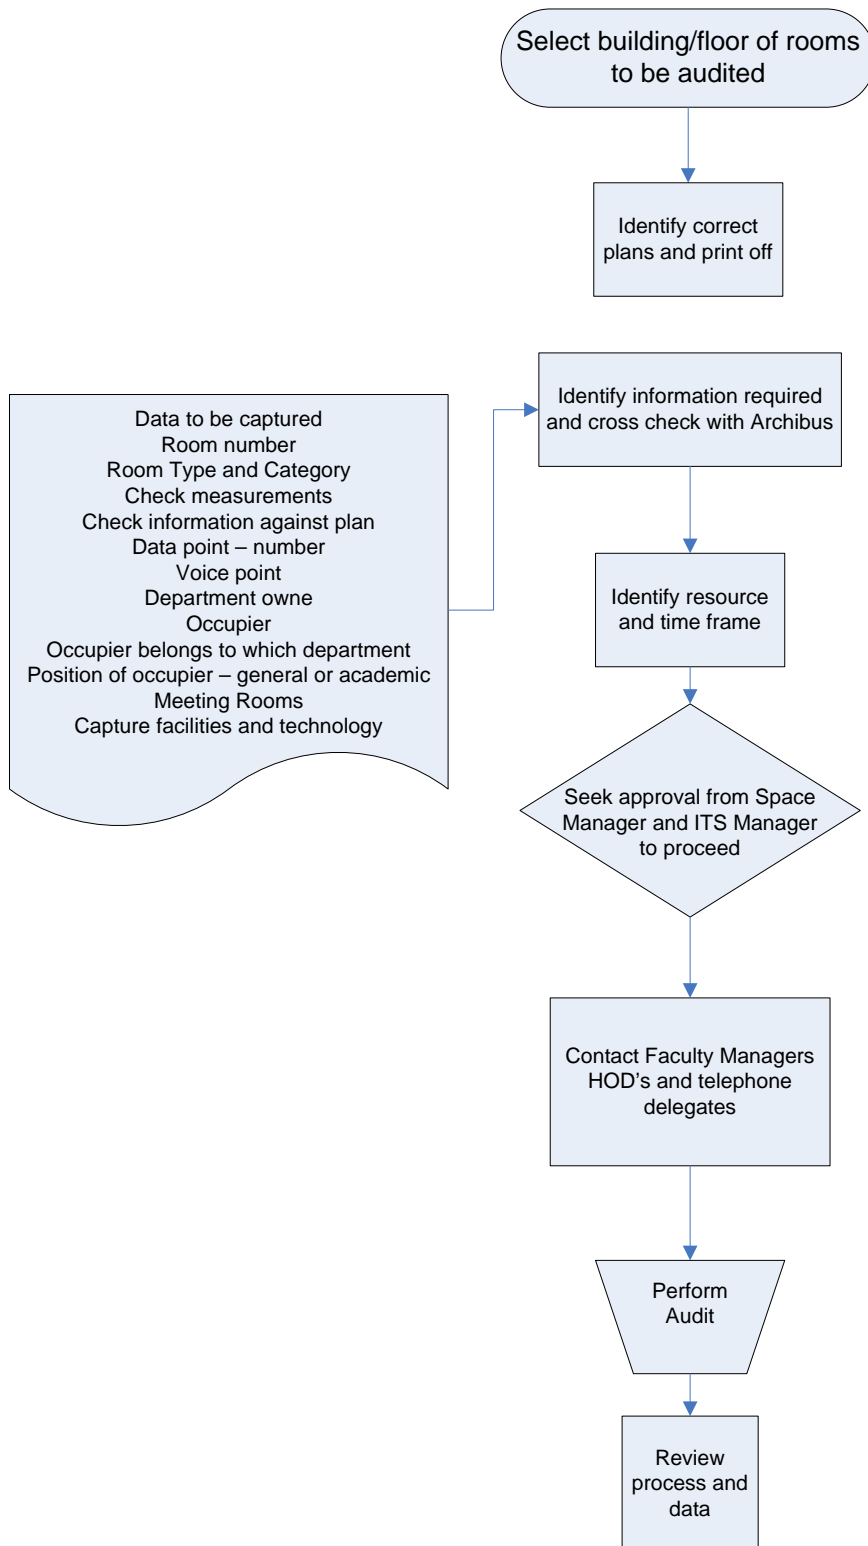 Select building/floor of rooms
to be audited
Identify correct
plans and print off
Identify information required
and cross check with Archibus
Data to be captured
Room number
Room Type and Category
Check measurements
Check information against plan
Data point – number
Voice point
Department owne
Occupier
Occupier belongs to which department
Position of occupier – general or academic
Meeting Rooms
Capture facilities and technology
Identify resource
and time frame
Seek approval from Space
Manager and ITS Manager
to proceed
Contact Faculty Managers
HOD's and telephone
delegates
Perform
Audit
Review
process and
data